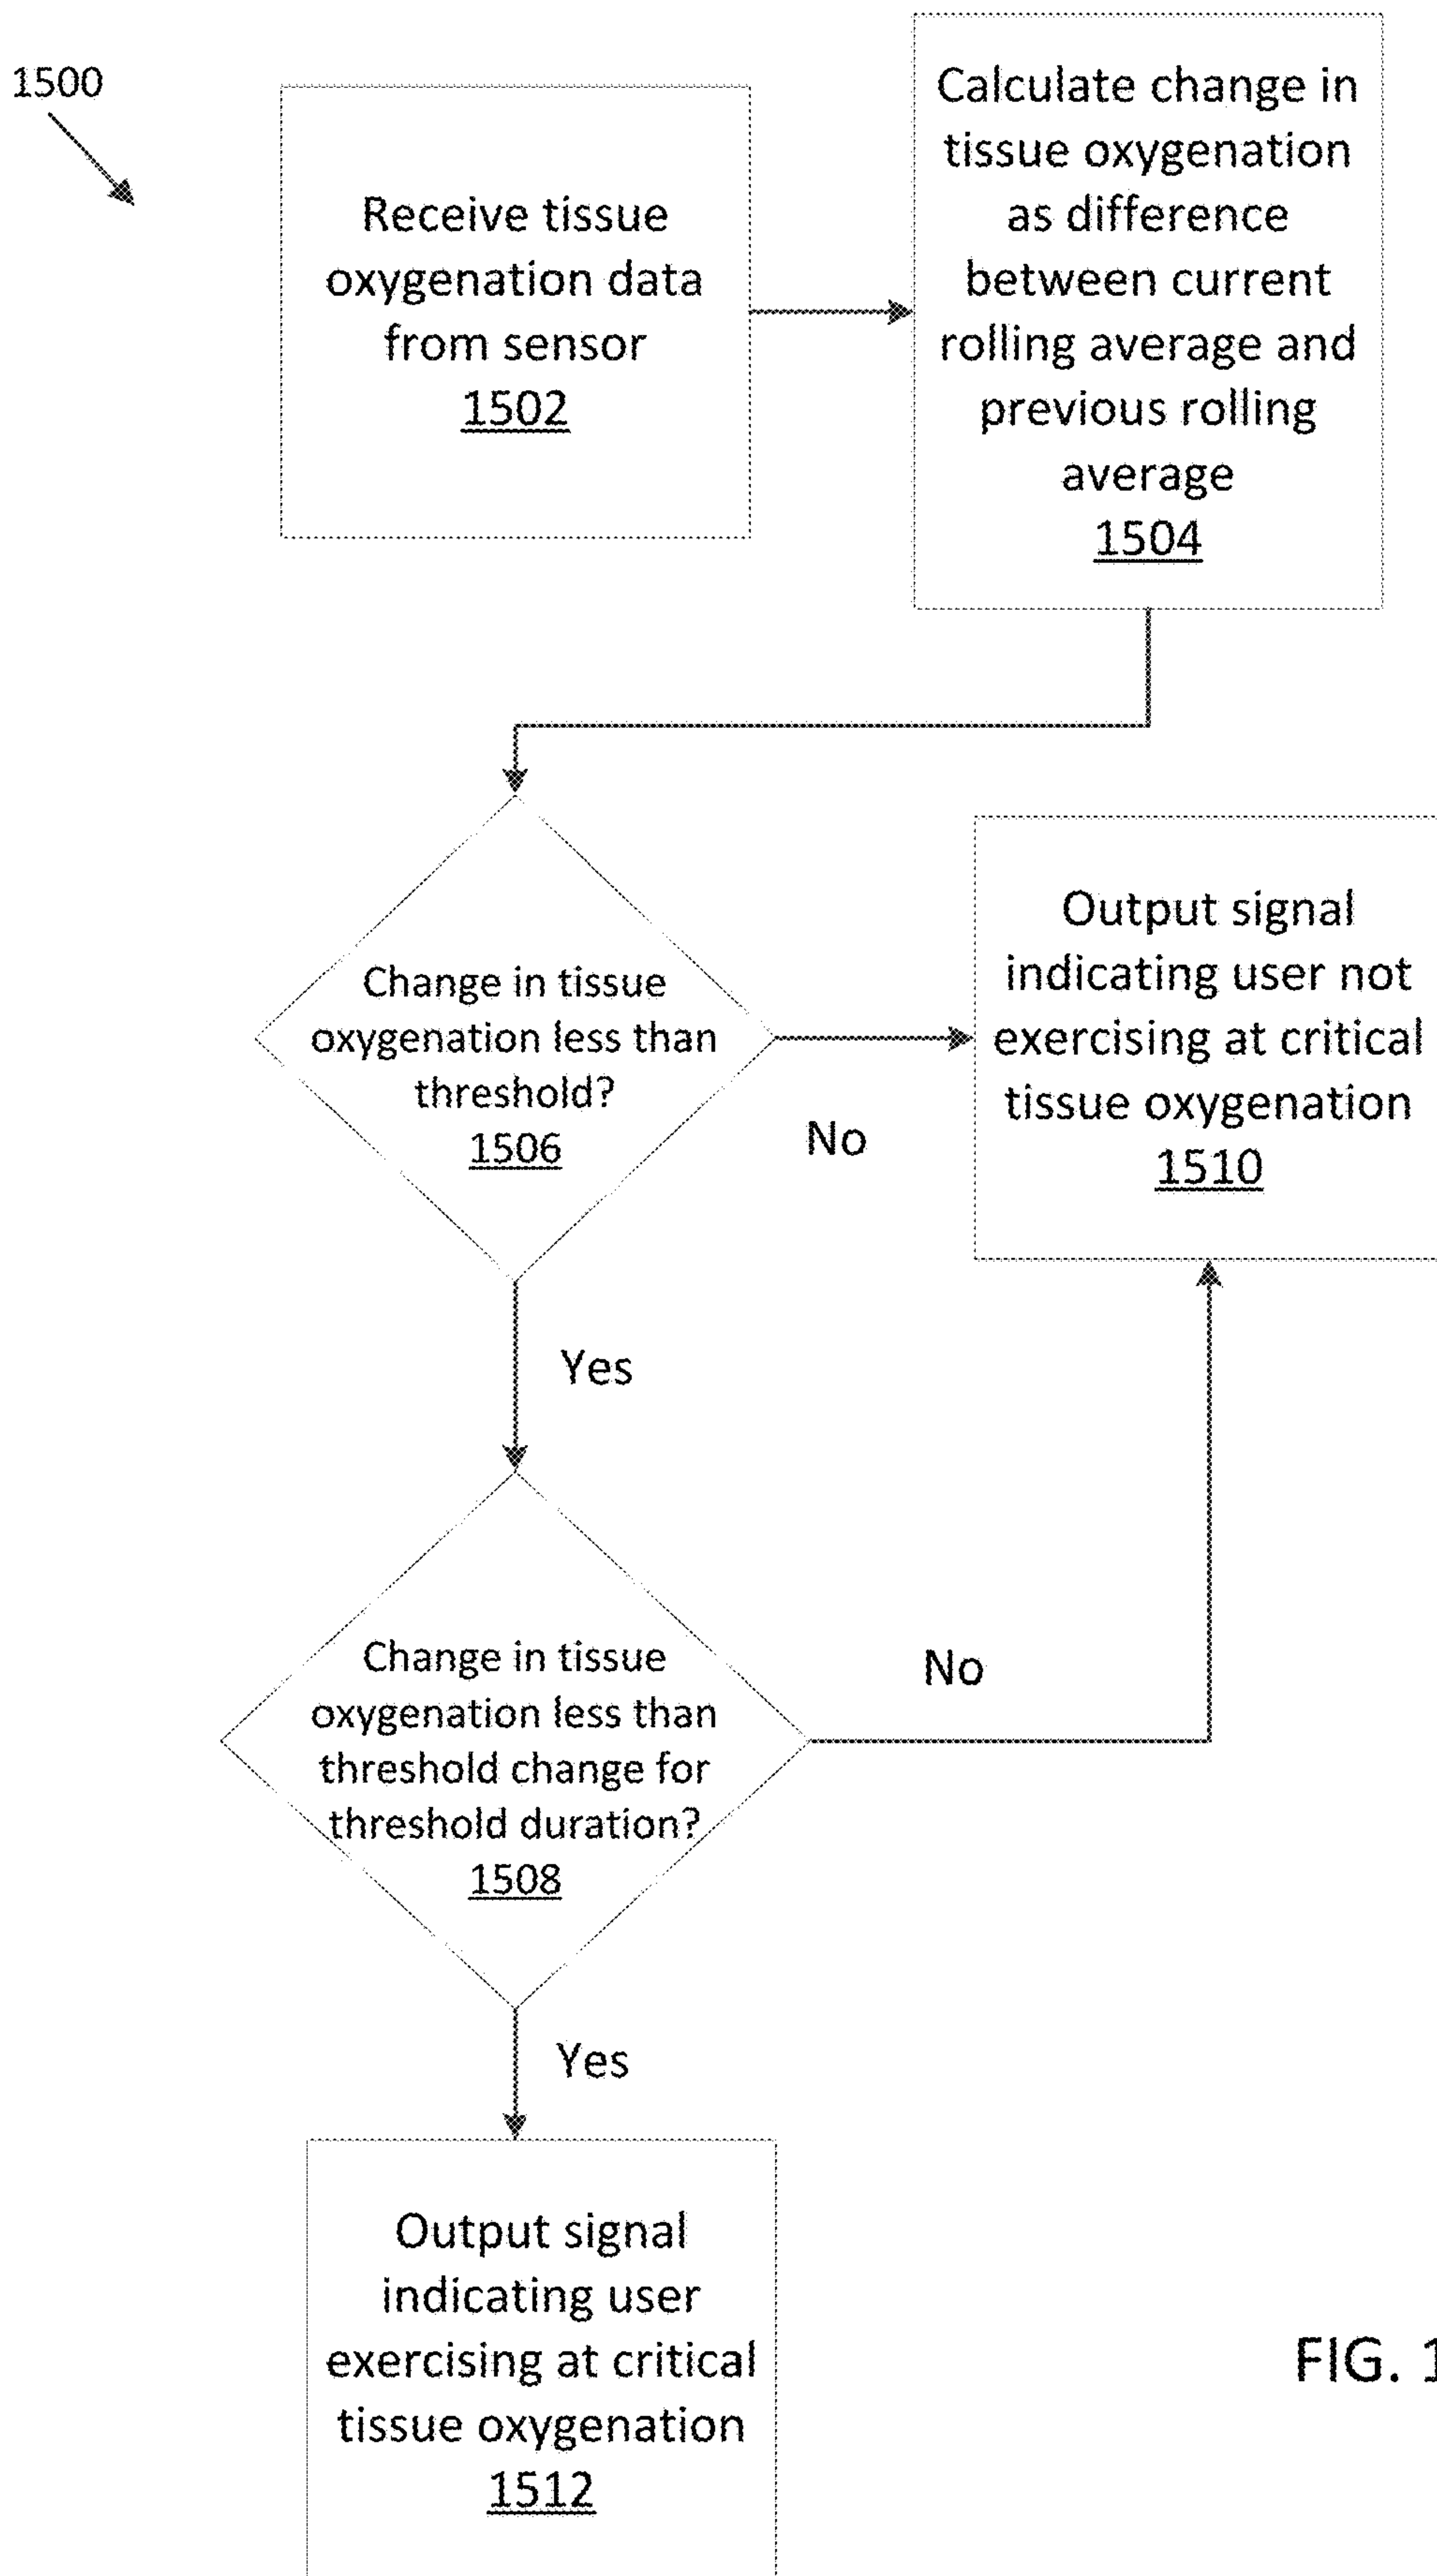 1500
Receive tissue
oxygenation data
from sensor
1502
Calculate change in
tissue oxygenation
as difference
between current
rolling average and
previous rolling
average
1504
Change in tissue
oxygenation less than
threshold?
1506
No
Output signal
indicating user not
exercising at critical
tissue oxygenation
1510
Yes
Change in tissue
oxygenation less than
threshold change for
threshold duration?
1508
No
Yes
Output signal
indicating user
exercising at critical
tissue oxygenation
1512
FIG. 1